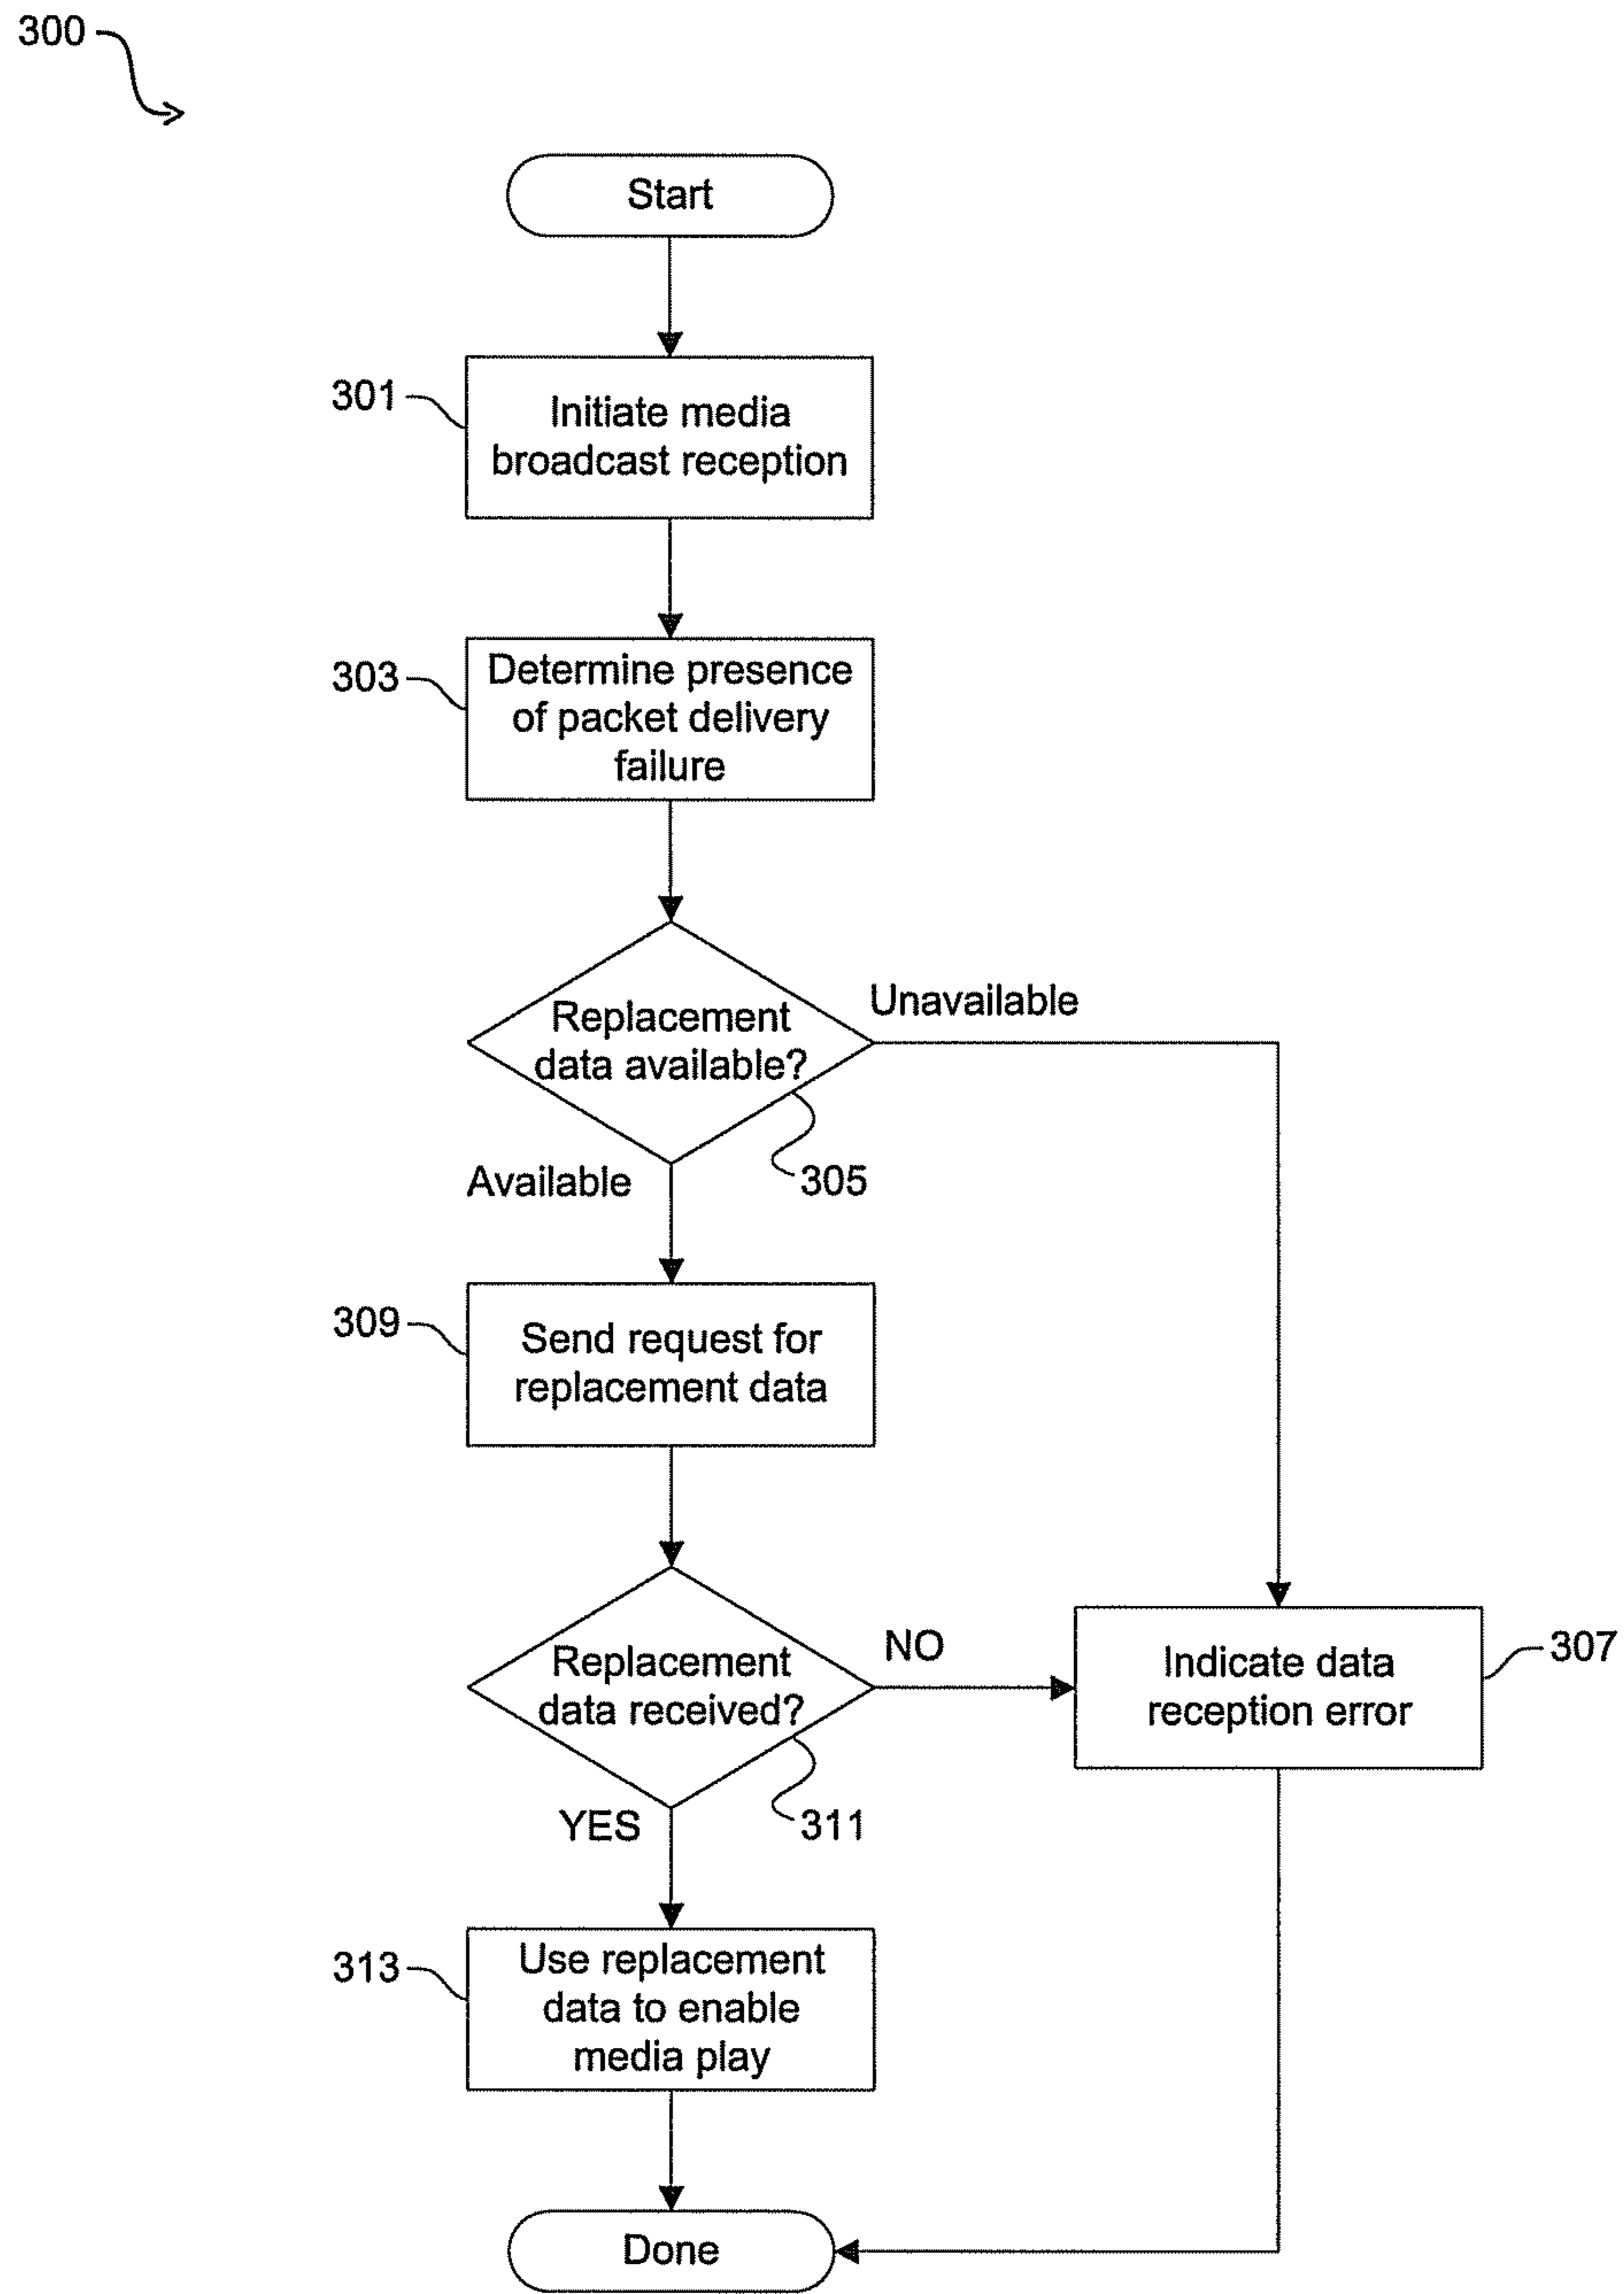 300
Start
301
Initiate media
broadcast reception
303
Determine presence
of packet delivery
failure
Replacement
data available?
Unavailable
Available
305
309
Send request for
replacement data
Replacement
data received?
NO
Indicate data
reception error
307
YES
311
313
Use replacement
data to enable
media play
Done